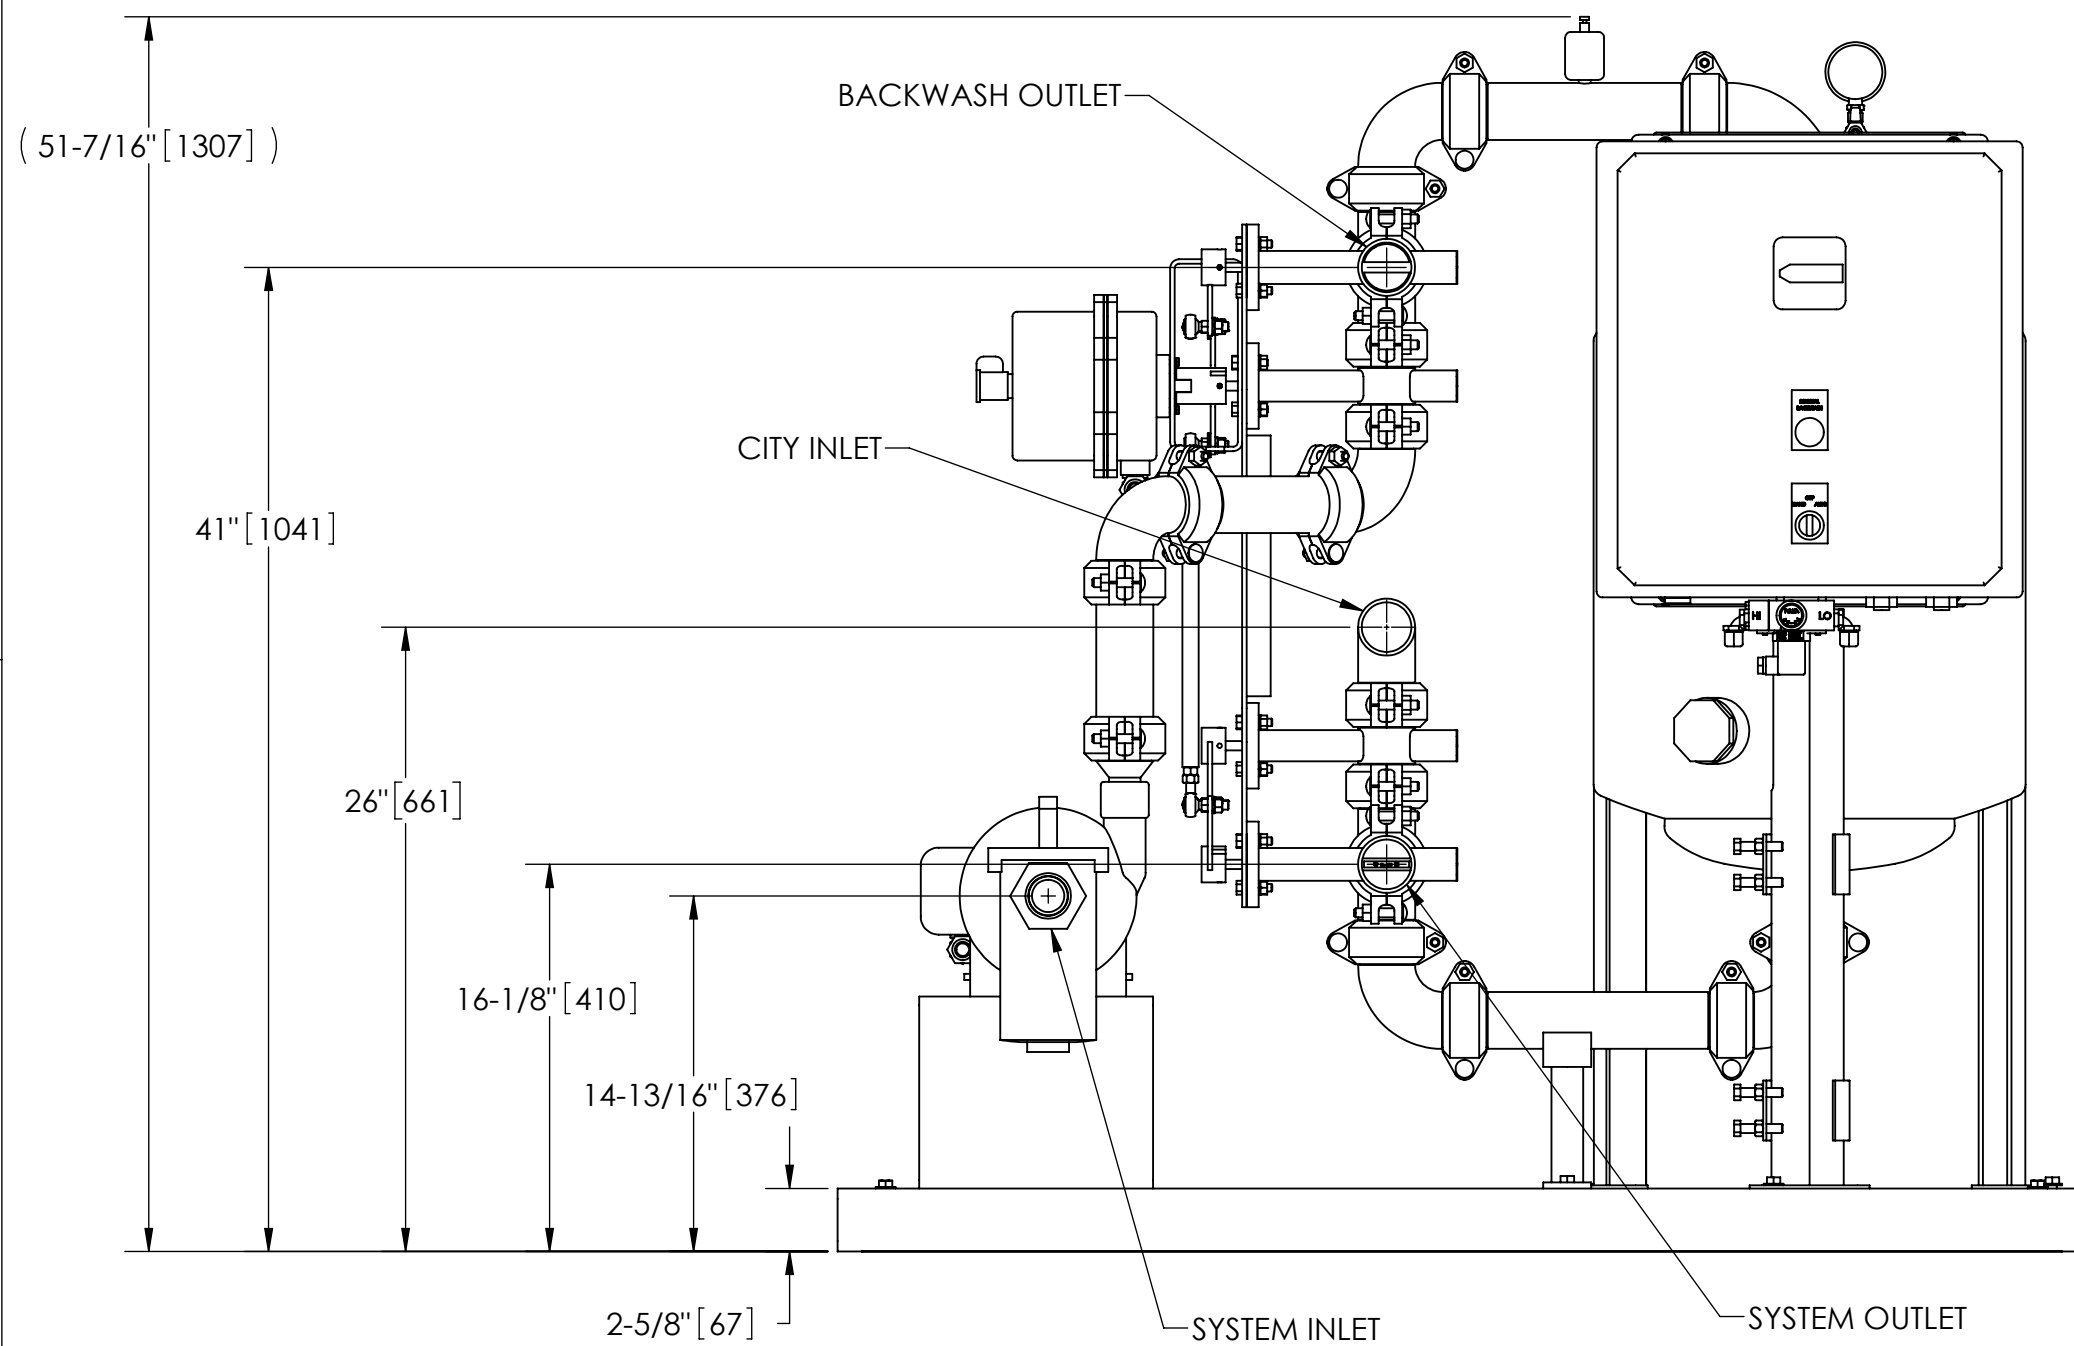 BACKWASH OUTLET
( 51-7/16" [1307] )
CITY INLET
41" [1041]
OFF
HI
LO
26" [661]
16-1/8" [410]
14-13/16" [376]
2-5/8" [67]
SYSTEM INLET
SYSTEM OUTLET